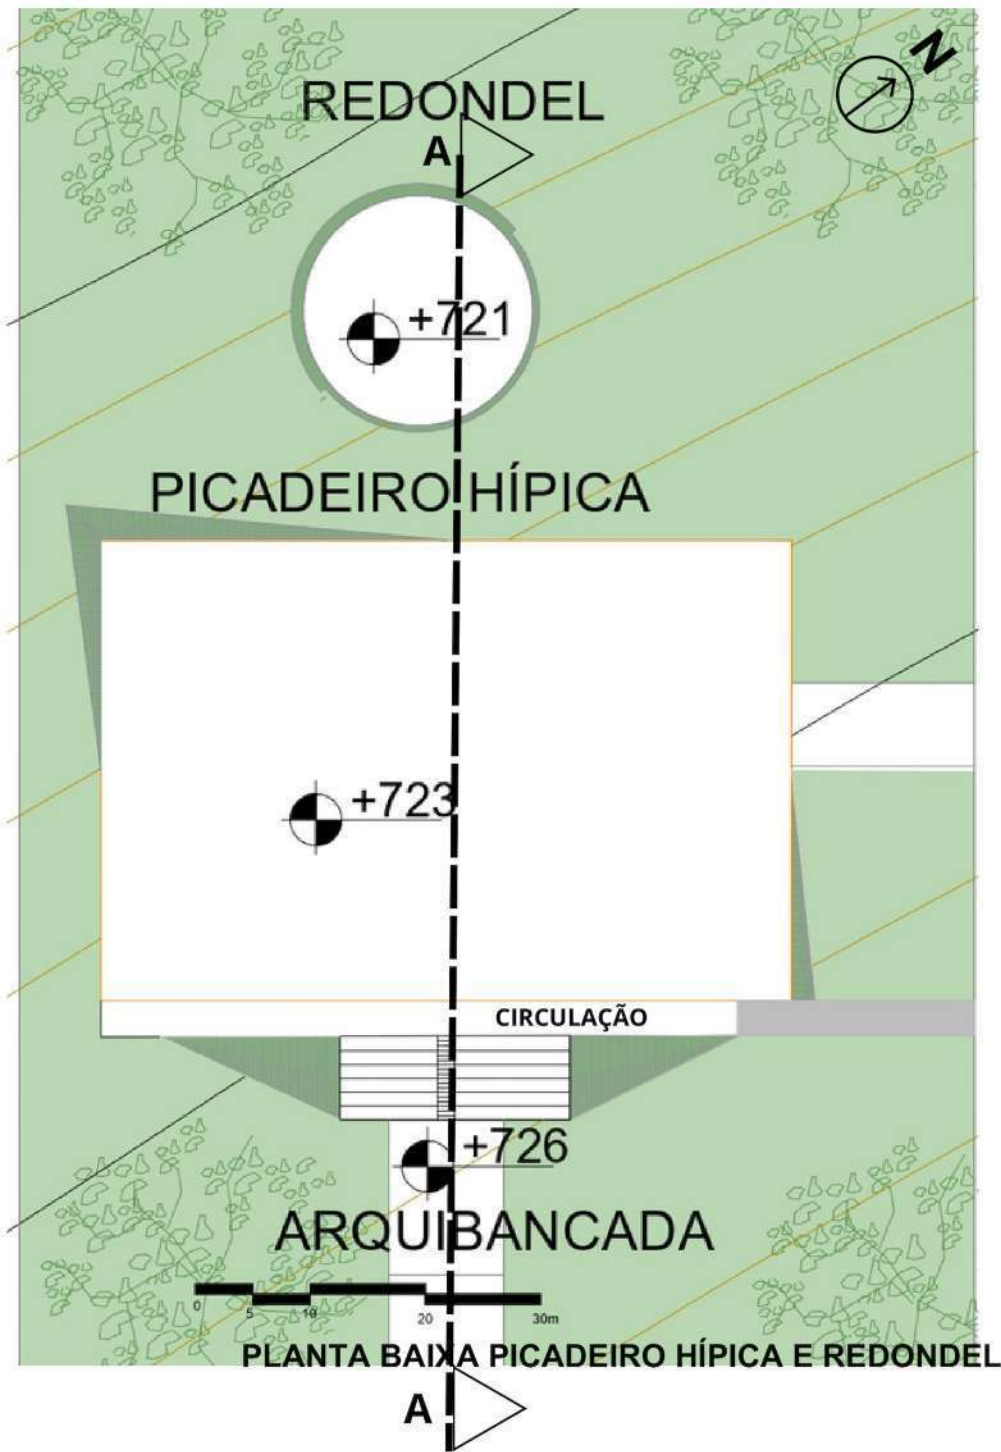 N
REDONDEL
A
+721
PICADEIRO HÍPICA
+723
CIRCULAÇÃO
+726
ARQUIBANCADA
0 5 10 20 30m
PLANTA BAIXA PICADEIRO HÍPICA E REDONDEL
A